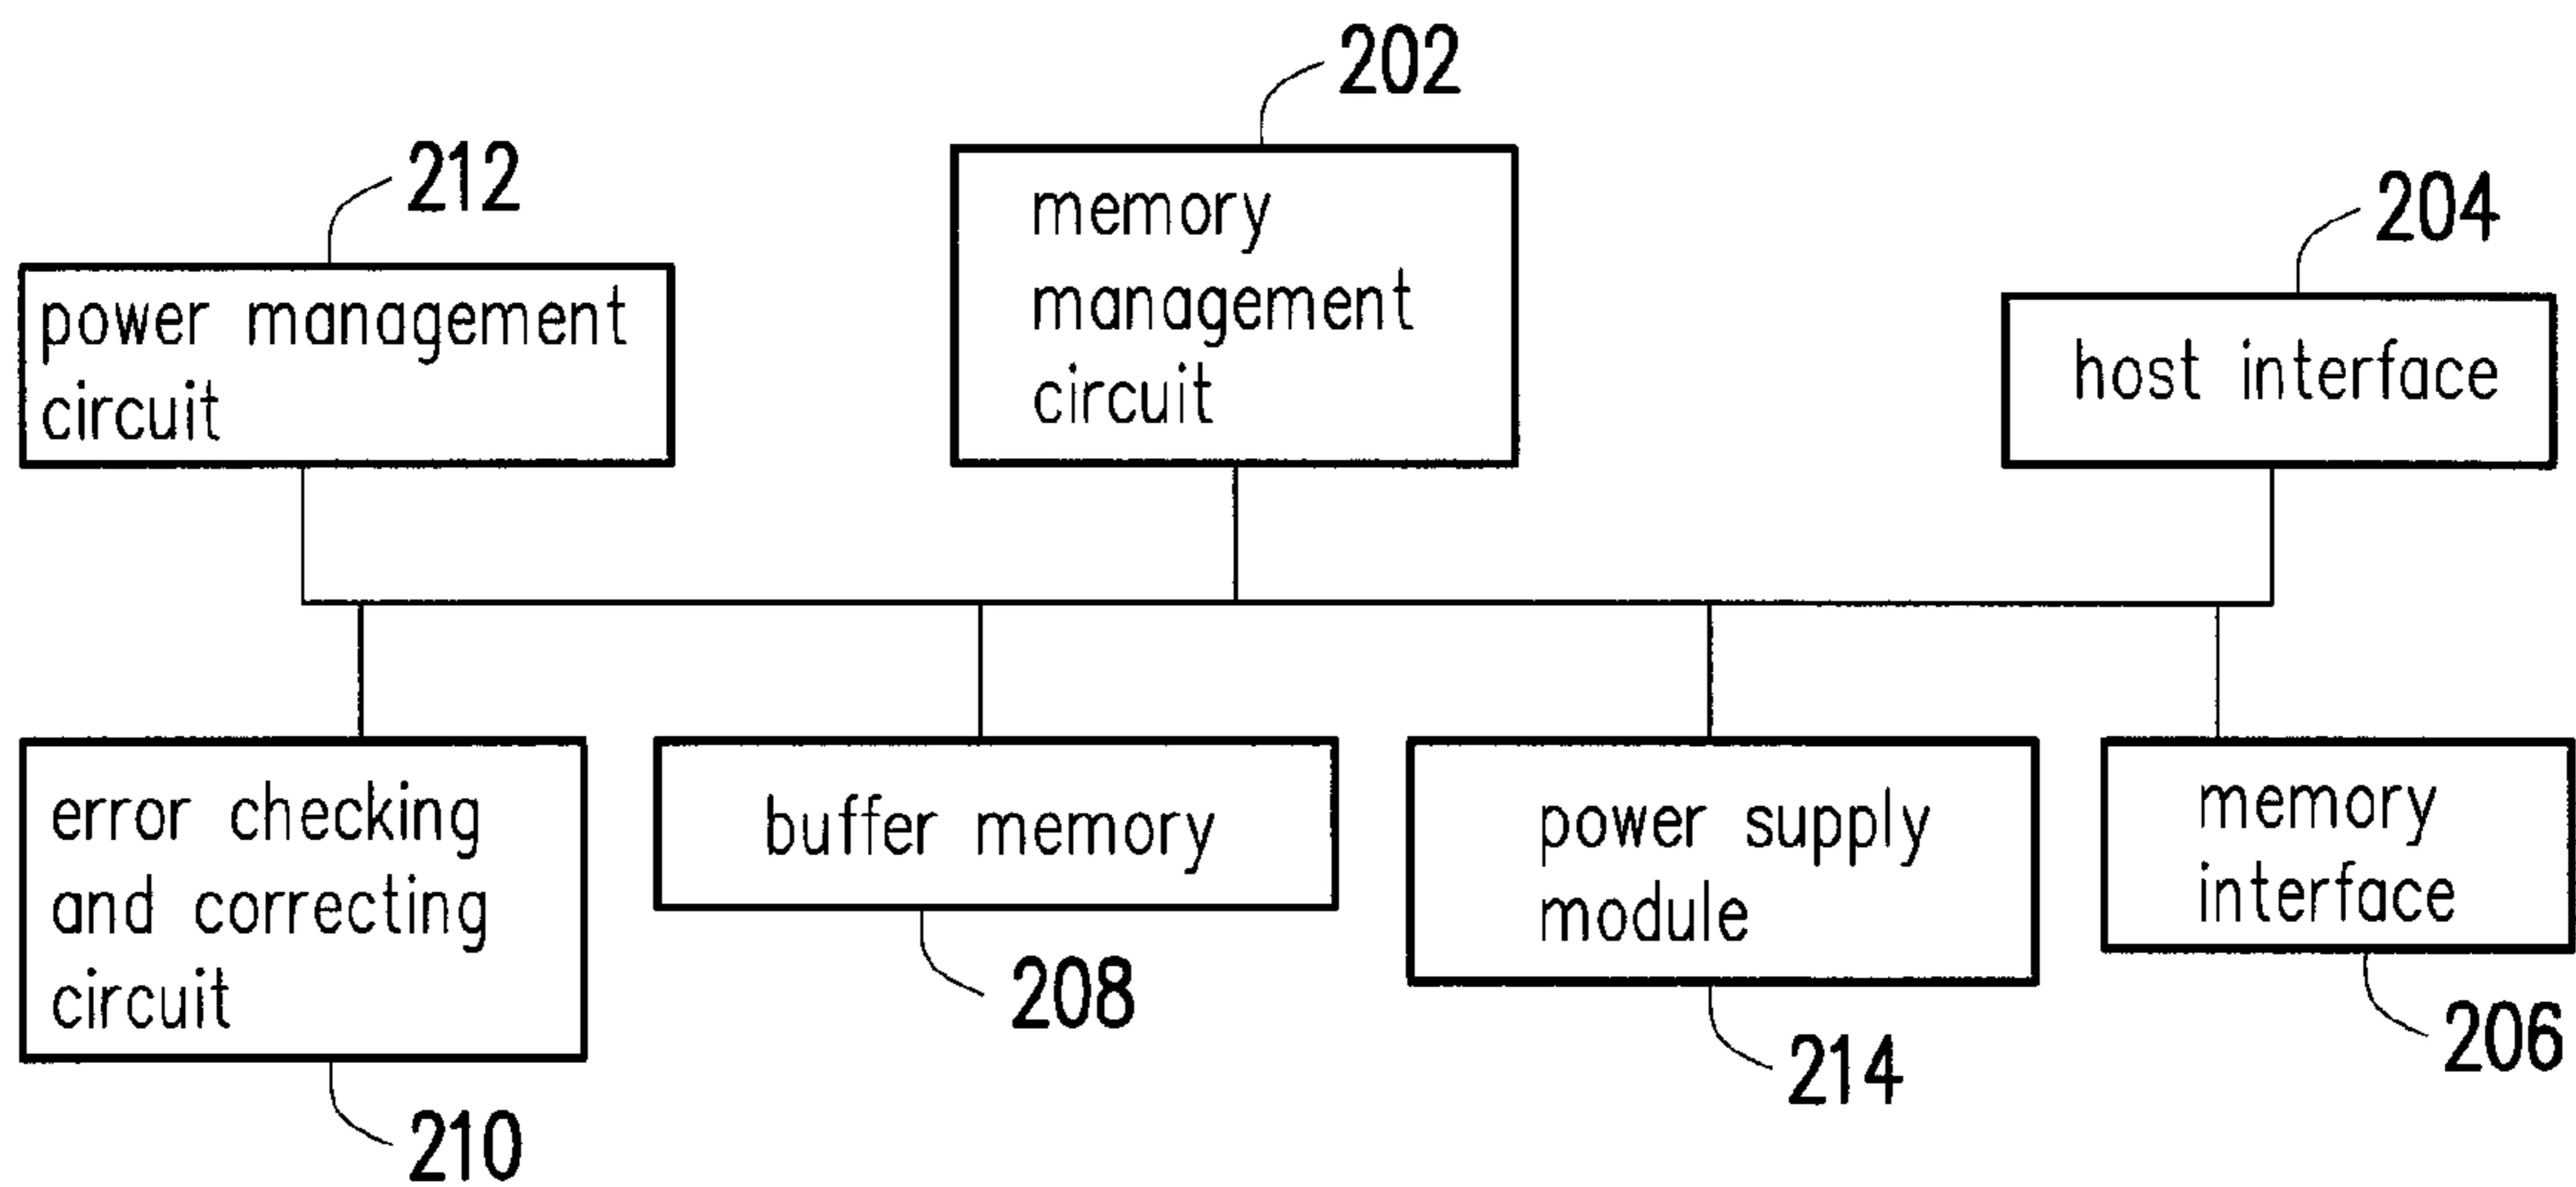 202
212
204
memory
management
circuit
power management
circuit
host interface
error checking
and correcting
circuit
buffer memory
power supply
module
memory
interface
208
214
206
210